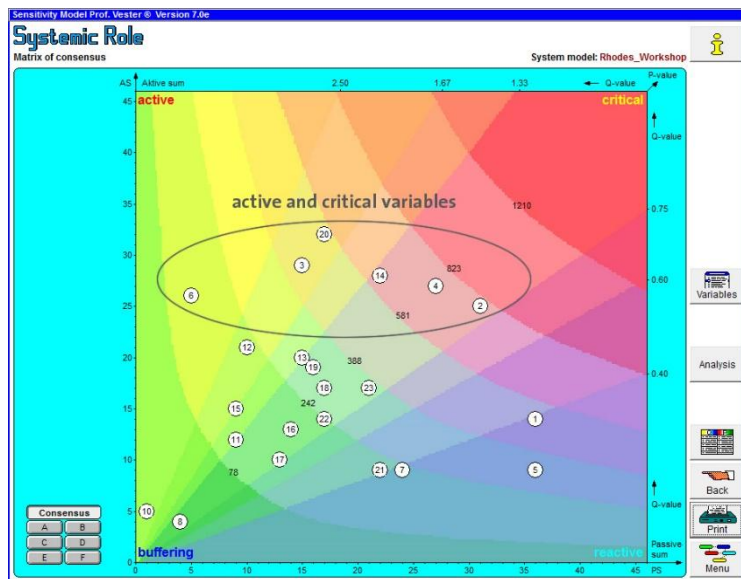 Sensitivity Model Prof. Vester ® Version 7.0e
Systemic Role
Matrix of consensus
System model: Rhodes_Workshop
AS
Aktive sum
2.50
1.67
1.33
Q-value
P-value
45
active
critical
Q-value
40
active and critical variables
35
1210
0.75
20
30
3
14
823
4
0.60
6
2
25
581
Variables
12
20
13
388
0.40
19
Analysis
18
23
15
15
242
22
1
16
11
10
17
21
7
5
78
Back
Q-value
Consensus
A
B
5
10
8
Print
C
D
E
F
buffering
reactive
Passive sum
0
5
10
15
20
25
30
35
40
45
PS
Menu